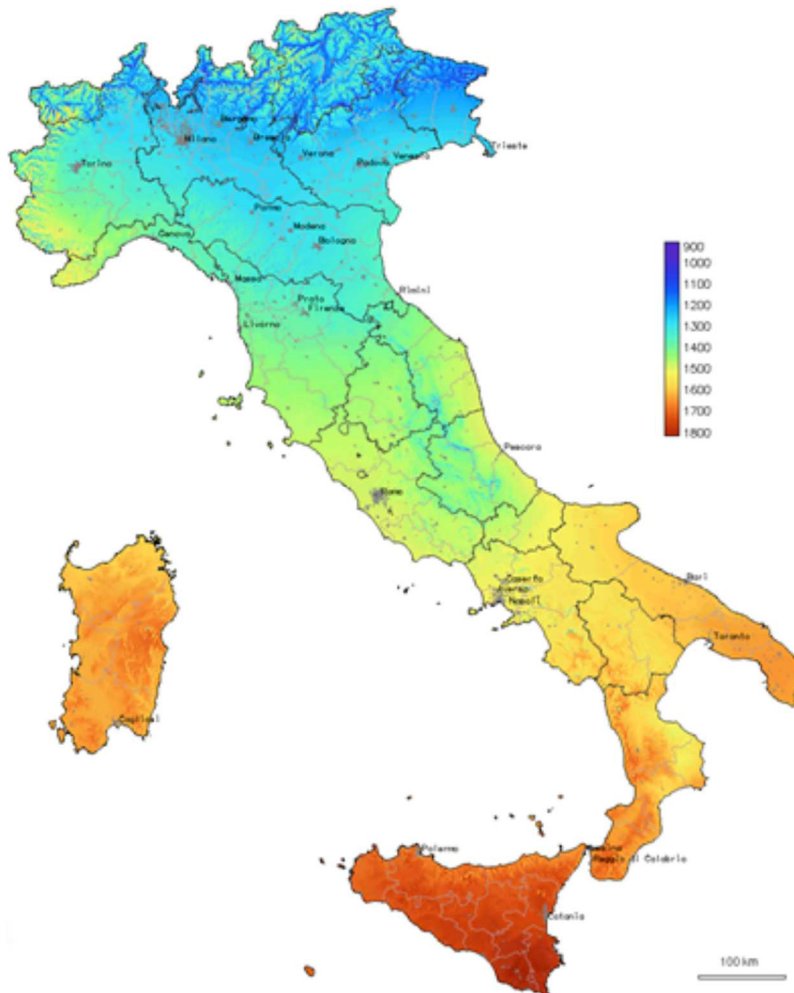 Bergamo
Milano
Brescia
Trieste
Verona
Padova
Venezia
Torino
Parma
Modena
Genova
Bologna
Massa
Rimini
Prato
Firenze
Livorno
900
1000
1100
1200
1300
1400
1500
1600
1700
1800
Pescara
Roma
Caserta
Napoli
Bari
Taranto
Cagliari
Palermo
Reggio di Calabria
Catania
100 km